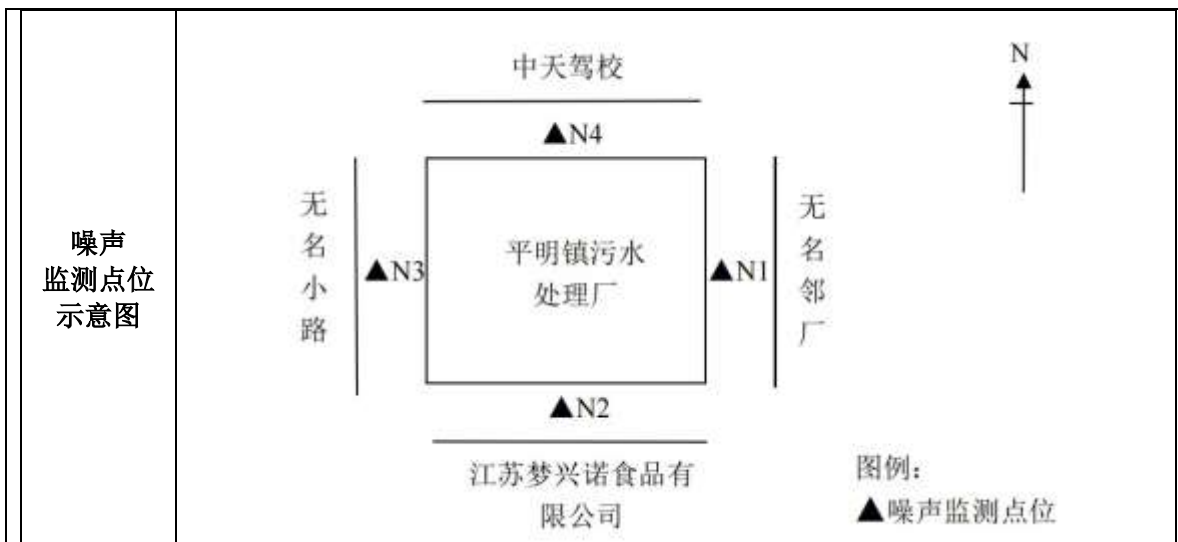 噪声
监测点位
示意图
中天驾校
N
▲N4
无名小路
▲N3
平明镇污水
处理厂
▲N1
无名邻厂
▲N2
江苏梦兴诺食品有
限公司
图例：
▲噪声监测点位